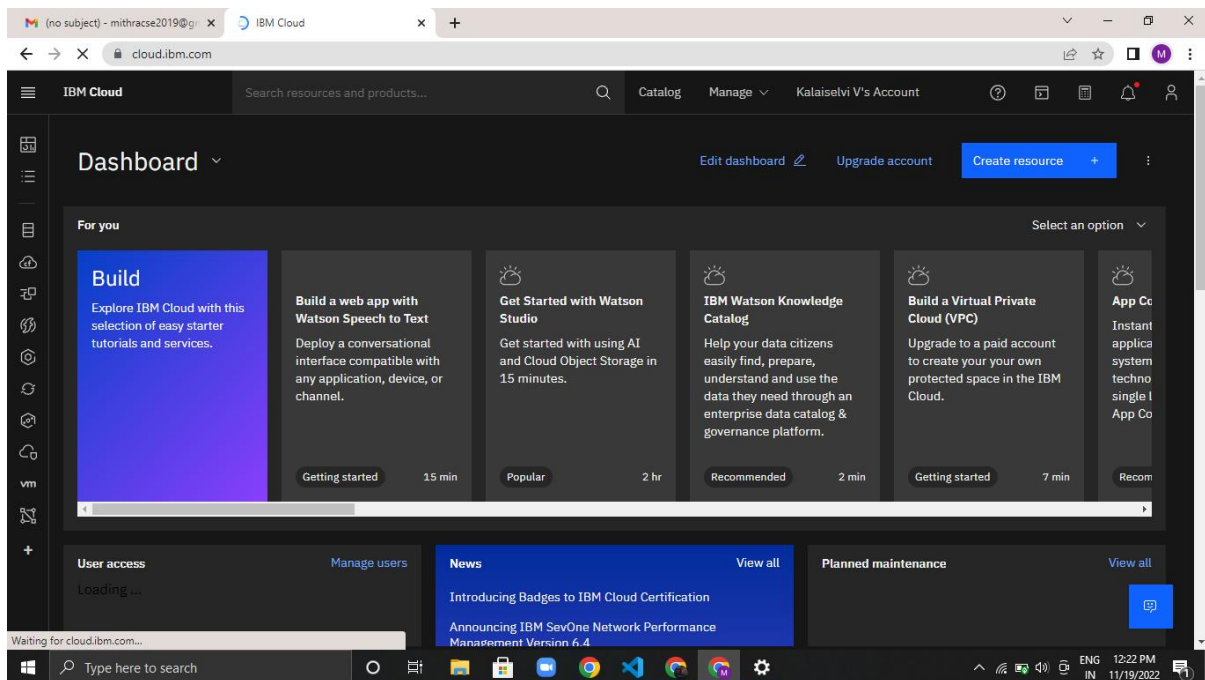 (no subject) - mithracse2019@gm
IBM Cloud
cloud.ibm.com
M
IBM Cloud
Search resources and products...
Catalog
Manage
Kalaiselvi V's Account
Dashboard
Edit dashboard
Upgrade account
Create resource +
For you
Select an option
Build
Explore IBM Cloud with this
selection of easy starter
tutorials and services.
Build a web app with
Watson Speech to Text
Deploy a conversational
interface compatible with
any application, device, or
channel.
Getting started
15 min
Get Started with Watson
Studio
Get started with using AI
and Cloud Object Storage in
15 minutes.
Popular
2 hr
IBM Watson Knowledge
Catalog
Help your data citizens
easily find, prepare,
understand and use the
data they need through an
enterprise data catalog &
governance platform.
Recommended
2 min
Build a Virtual Private
Cloud (VPC)
Upgrade to a paid account
to create your your own
protected space in the IBM
Cloud.
Getting started
7 min
App Co
Instant
applica
system
techno
single l
App Co
Recom
vm
User access
Manage users
Loading ...
News
View all
Introducing Badges to IBM Cloud Certification
Announcing IBM SevOne Network Performance
Management Version 6.4
Planned maintenance
View all
Waiting for cloud.ibm.com...
Type here to search
ENG
IN
12:22 PM
11/19/2022